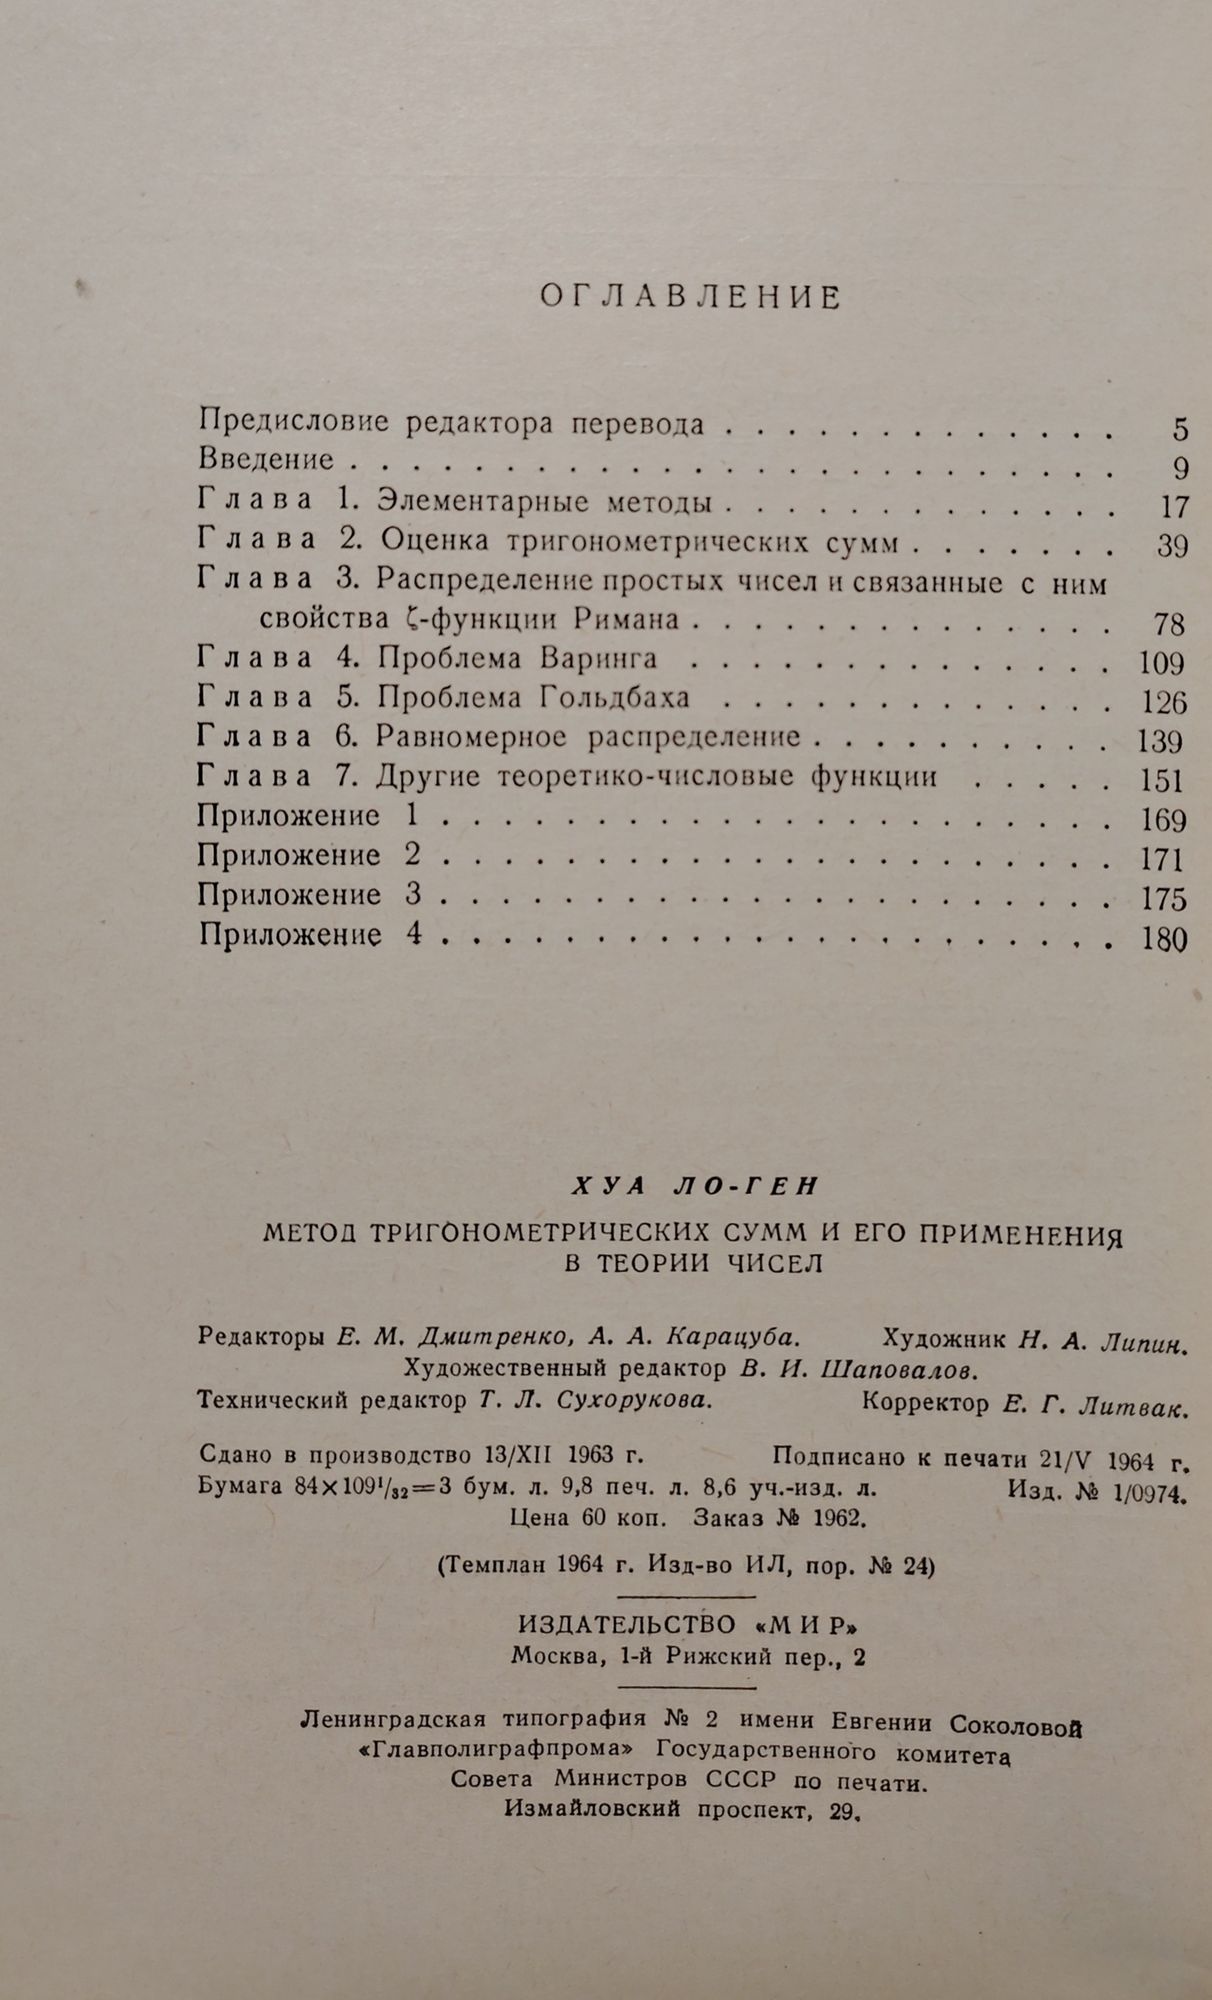 ОГЛАВЛЕНИЕ
Предисловие редактора перевода . . . . . . . . . . . . . 5
Введение . . . . . . . . . . . . . . . . . . . . . . . . . 9
Глава 1. Элементарные методы . . . . . . . . . . . . . 17
Глава 2. Оценка тригонометрических сумм . . . . . . . 39
Глава 3. Распределение простых чисел и связанные с ним
свойства ζ-функции Римана . . . . . . . . . . . . . . 78
Глава 4. Проблема Варинга . . . . . . . . . . . . . . 109
Глава 5. Проблема Гольдбаха . . . . . . . . . . . . . 126
Глава 6. Равномерное распределение . . . . . . . . . . 139
Глава 7. Другие теоретико-числовые функции . . . . . 151
Приложение 1 . . . . . . . . . . . . . . . . . . . . . . 169
Приложение 2 . . . . . . . . . . . . . . . . . . . . . . 171
Приложение 3 . . . . . . . . . . . . . . . . . . . . . . 175
Приложение 4 . . . . . . . . . . . . . . . . . . . . . . 180
ХУА ЛО-ГЕН
МЕТОД ТРИГОНОМЕТРИЧЕСКИХ СУММ И ЕГО ПРИМЕНЕНИЯ
В ТЕОРИИ ЧИСЕЛ
Редакторы Е. М. Дмитренко, А. А. Карацуба. Художник Н. А. Липин.
Художественный редактор В. И. Шаповалов.
Технический редактор Т. Л. Сухорукова. Корректор Е. Г. Литвак.
Сдано в производство 13/XII 1963 г. Подписано к печати 21/V 1964 г.
Бумага 84×109¹/₃₂=3 бум. л. 9,8 печ. л. 8,6 уч.-изд. л. Изд. № 1/0974.
Цена 60 коп. Заказ № 1962.
(Темплан 1964 г. Изд-во ИЛ, пор. № 24)
ИЗДАТЕЛЬСТВО «МИР»
Москва, 1-й Рижский пер., 2
Ленинградская типография № 2 имени Евгении Соколовой
«Главполиграфпрома» Государственного комитета
Совета Министров СССР по печати.
Измайловский проспект, 29.